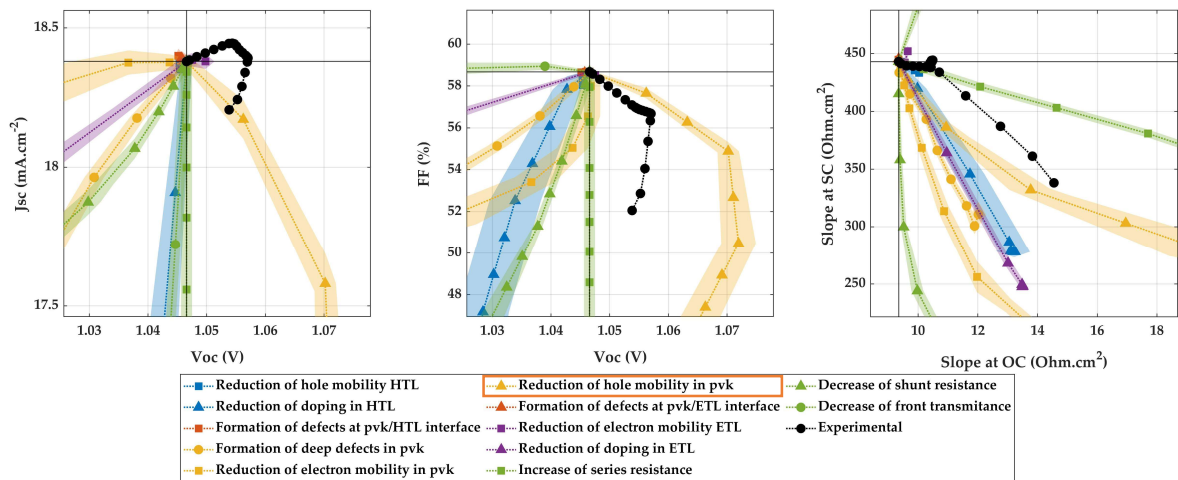 18.5
18
17.5
Jsc (mA.cm-2)
1.03
1.04
1.05
1.06
1.07
Voc (V)
60
58
56
54
52
50
48
FF (%)
1.03
1.04
1.05
1.06
1.07
Voc (V)
450
400
350
300
250
Slope at SC (Ohm.cm2)
10
12
14
16
18
Slope at OC (Ohm.cm2)
Reduction of hole mobility HTL
Reduction of doping in HTL
Formation of defects at pvk/HTL interface
Formation of deep defects in pvk
Reduction of electron mobility in pvk
Reduction of hole mobility in pvk
Formation of defects at pvk/ETL interface
Reduction of electron mobility ETL
Reduction of doping in ETL
Increase of series resistance
Decrease of shunt resistance
Decrease of front transmitance
Experimental